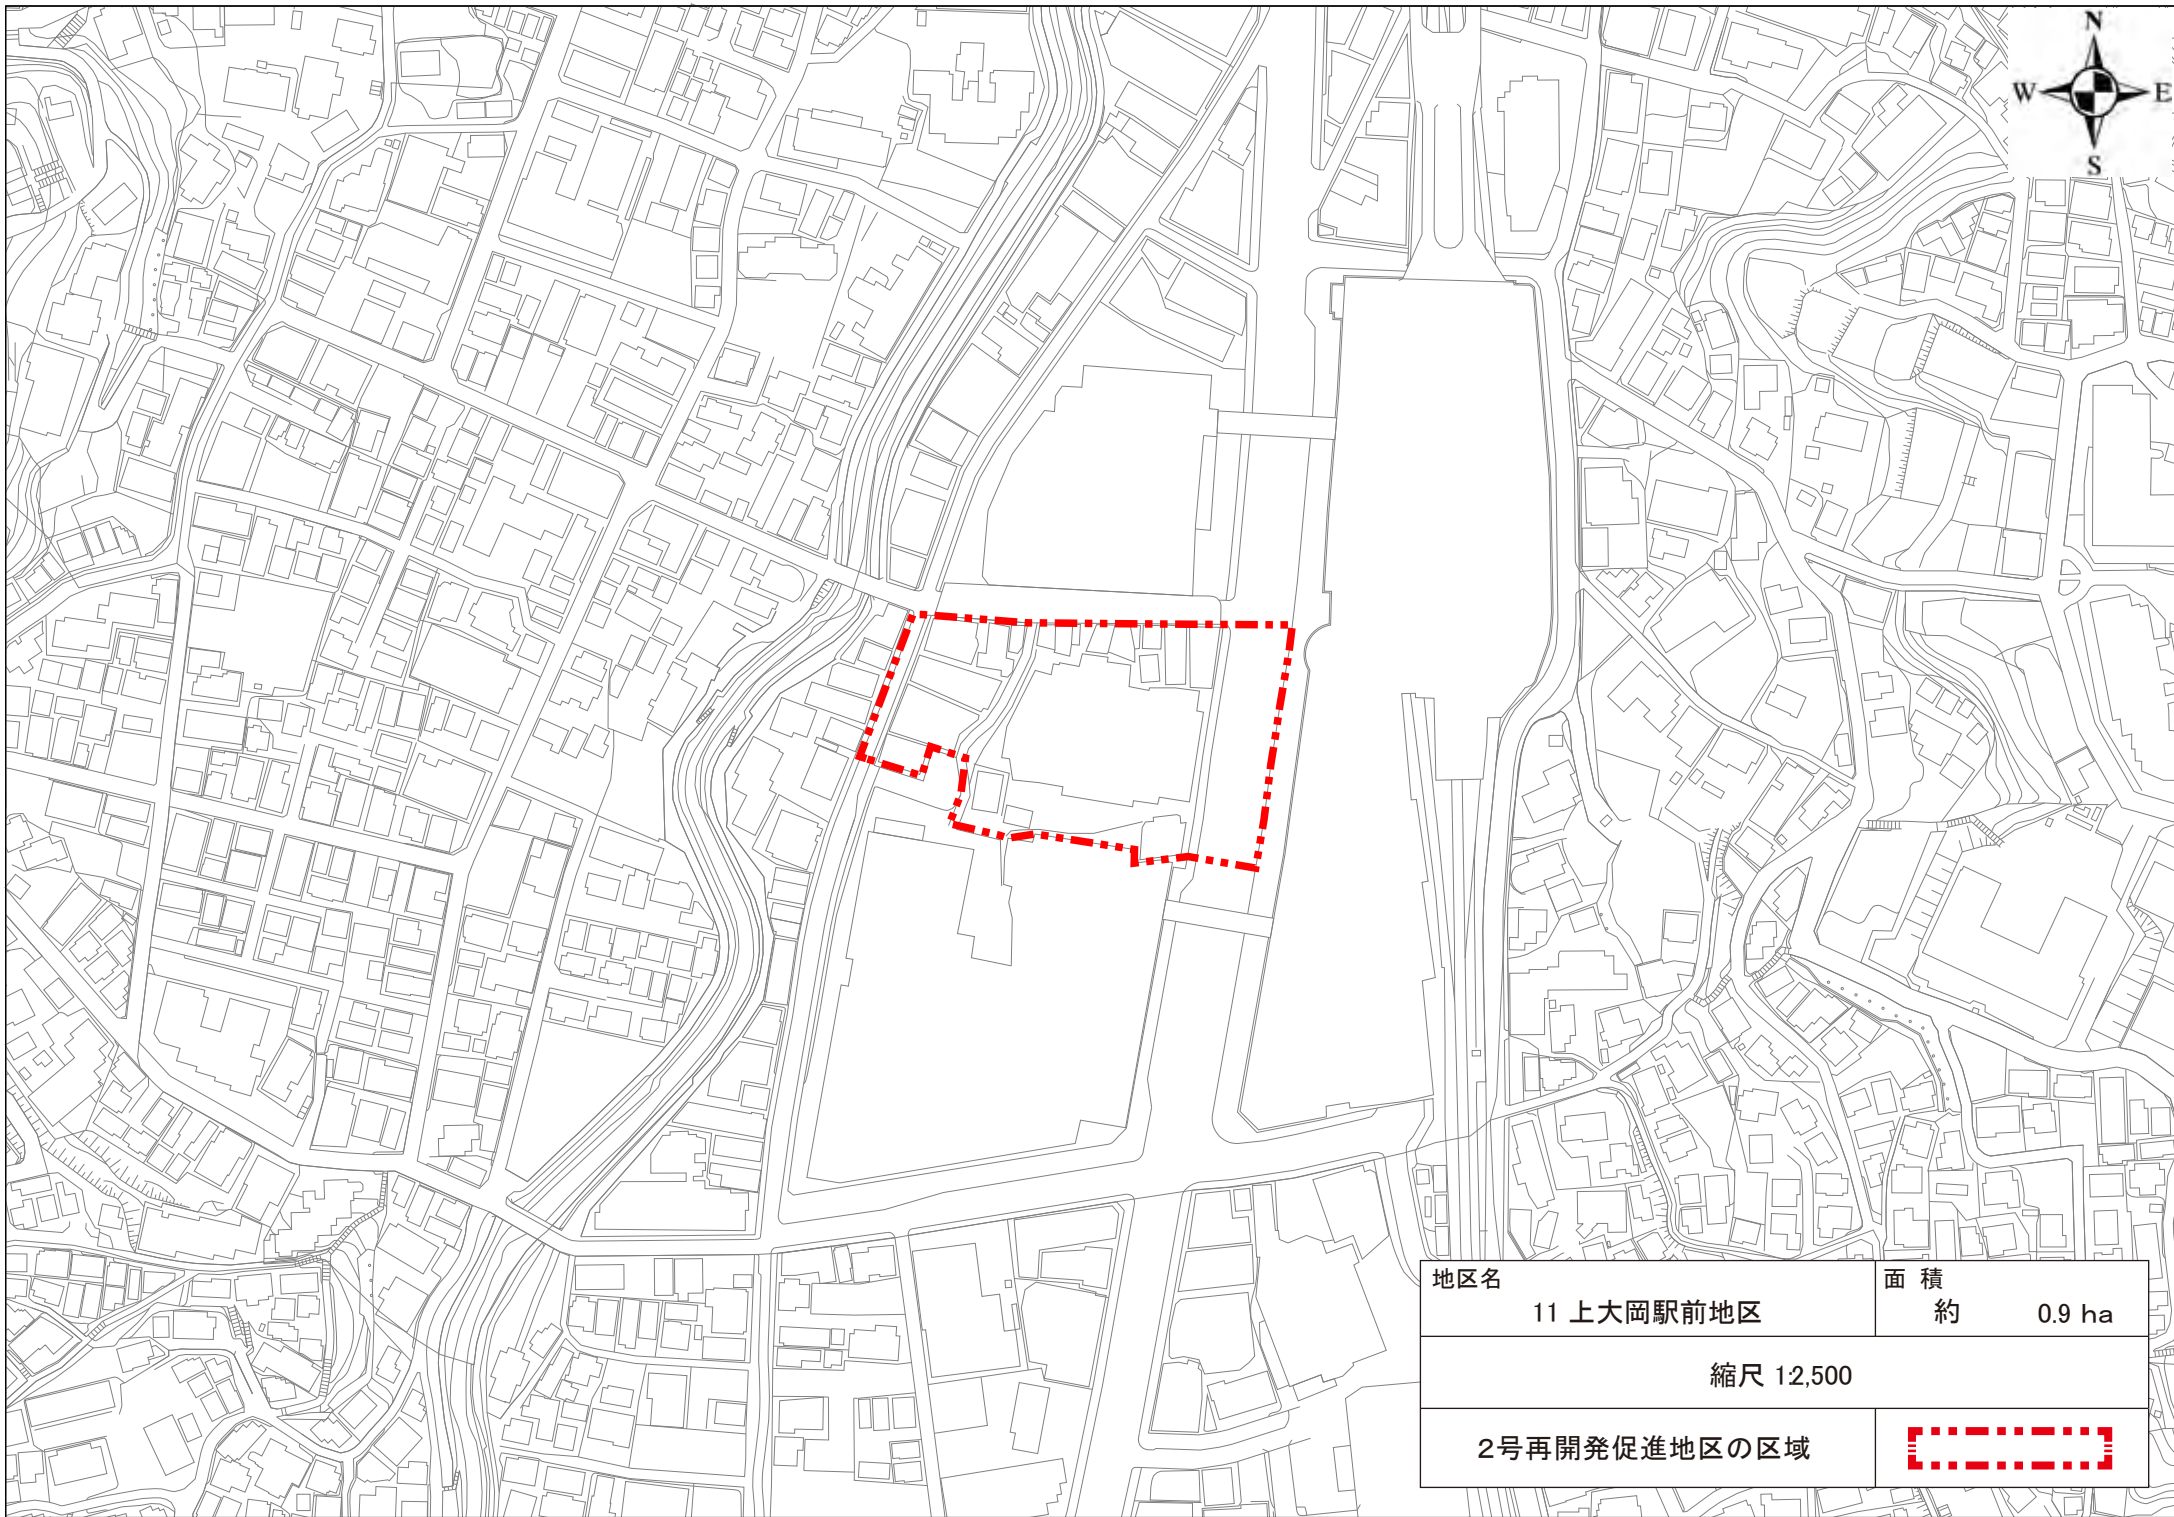 N
W E
S
地区名
11 上大岡駅前地区
面 積
約 0.9 ha
縮尺 1:2,500
2号再開発促進地区の区域